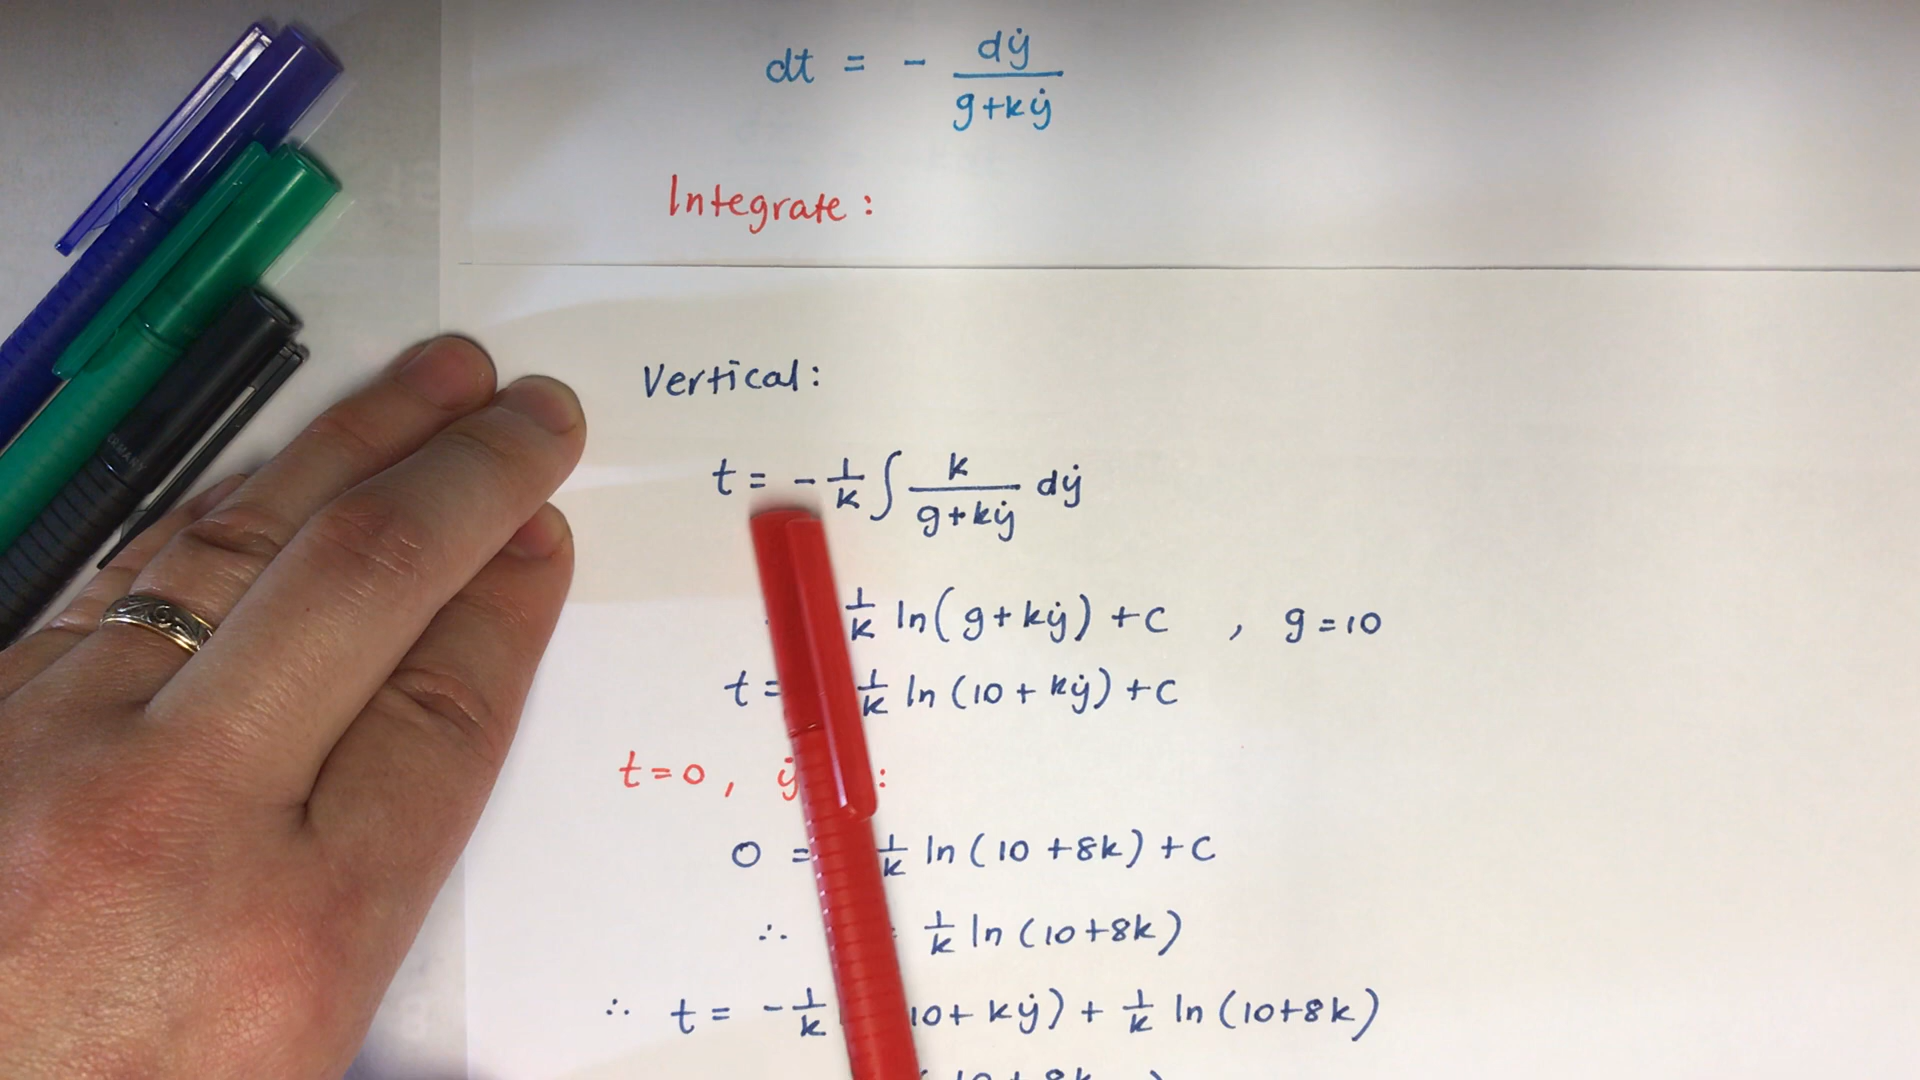 dt = - dẏ / g+kẏ
Integrate:
Vertical:
t = - 1/k ∫ k / g+kẏ dẏ
1/k ln(g+kẏ) +C , g=10
t = 1/k ln (10 + kẏ) +C
t=0, ẏ :
0 = 1/k ln (10 +8k) +C
∴ = 1/k ln (10+8k)
∴ t = - 1/k 10+ kẏ) + 1/k ln (10+8k)